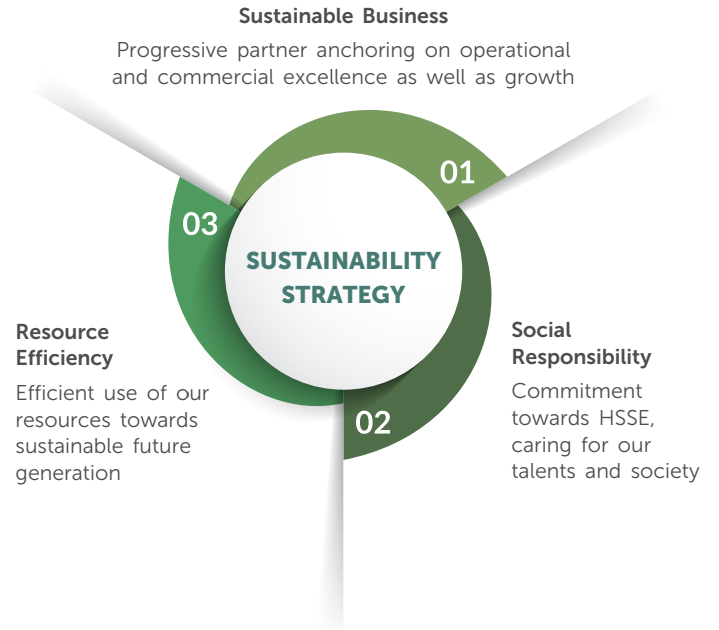 Sustainable Business
Progressive partner anchoring on operational
and commercial excellence as well as growth
01
03
SUSTAINABILITY
STRATEGY
Resource
Efficiency
Efficient use of our
resources towards
sustainable future
generation
Social
Responsibility
Commitment
towards HSSE,
caring for our
talents and society
02